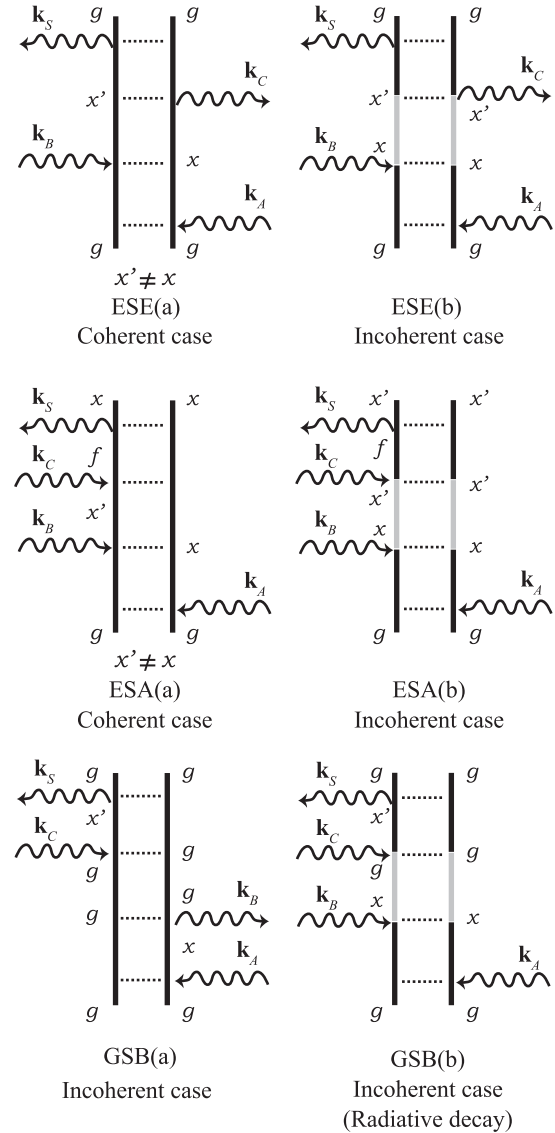 g g g g
k_S k_S
x' k_C x' x' k_C
k_B x k_B x x
k_A k_A
g g g g
x' ≠ x
ESE(a) ESE(b)
Coherent case Incoherent case
k_S x x k_S x' x'
k_C f k_C f
x' x' x'
k_B x k_B x x
k_A k_A
g g g g
x' ≠ x
ESA(a) ESA(b)
Coherent case Incoherent case
k_S g g k_S g g
k_C x' k_C x'
g g g g
g g k_B k_B x x
x k_A k_A
g g g g
GSB(a) GSB(b)
Incoherent case Incoherent case
(Radiative decay)